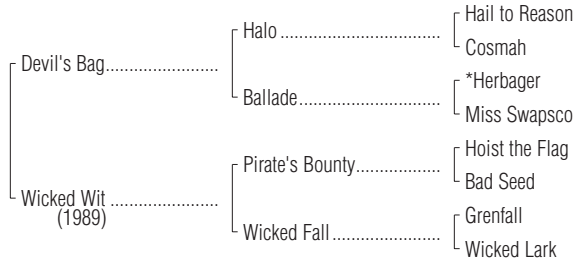 Hail to Reason
Halo
Cosmah
Devil's Bag
*Herbager
Ballade
Miss Swapsco
Hoist the Flag
Pirate's Bounty
Bad Seed
Wicked Wit
(1989)
Grenfall
Wicked Fall
Wicked Lark